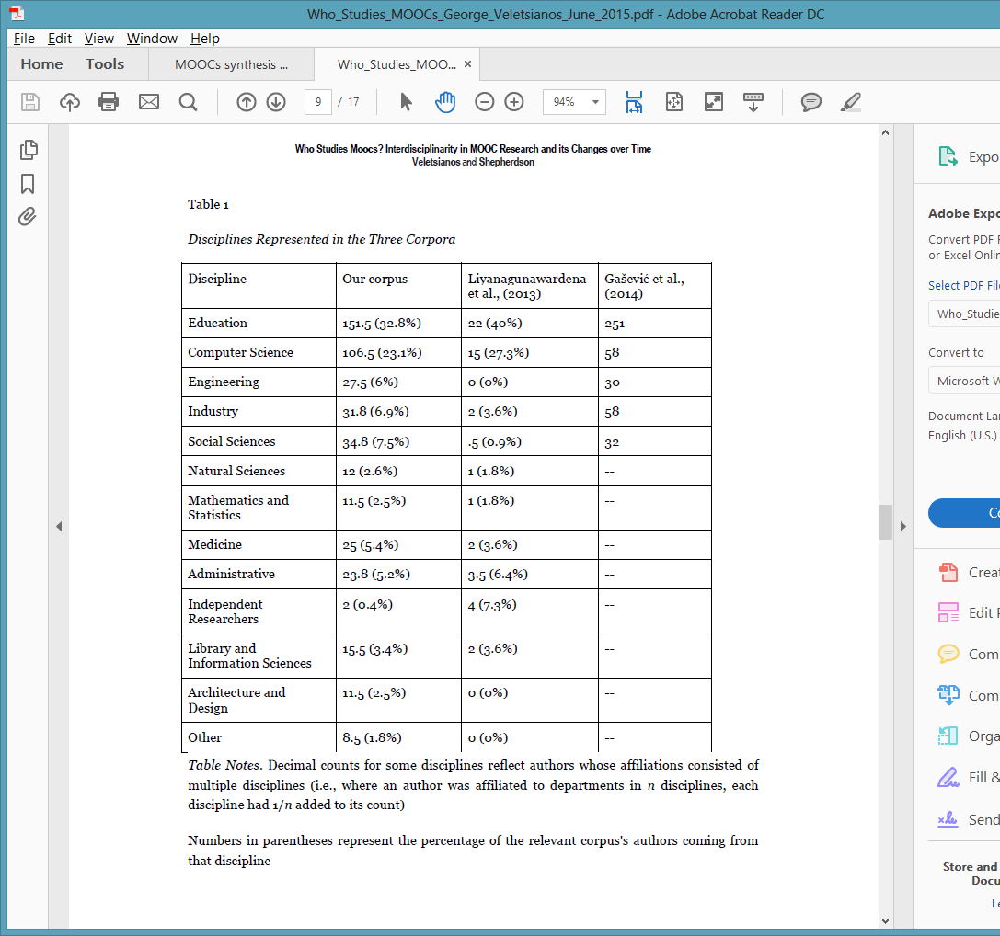 Who_Studies_MOOCs_George_Veletsianos_June_2015.pdf - Adobe Acrobat Reader DC
File Edit View Window Help
Home Tools MOOCs synthesis ... Who_Studies_MOO... ×
9 / 17 94%
Who Studies Moocs? Interdisciplinarity in MOOC Research and its Changes over Time
Veletsianos and Shepherdson
Table 1
Disciplines Represented in the Three Corpora
Discipline Our corpus Liyanagunawardena et al., (2013) Gašević et al., (2014)
Education 151.5 (32.8%) 22 (40%) 251
Computer Science 106.5 (23.1%) 15 (27.3%) 58
Engineering 27.5 (6%) 0 (0%) 30
Industry 31.8 (6.9%) 2 (3.6%) 58
Social Sciences 34.8 (7.5%) .5 (0.9%) 32
Natural Sciences 12 (2.6%) 1 (1.8%) --
Mathematics and Statistics 11.5 (2.5%) 1 (1.8%) --
Medicine 25 (5.4%) 2 (3.6%) --
Administrative 23.8 (5.2%) 3.5 (6.4%) --
Independent Researchers 2 (0.4%) 4 (7.3%) --
Library and Information Sciences 15.5 (3.4%) 2 (3.6%) --
Architecture and Design 11.5 (2.5%) 0 (0%) --
Other 8.5 (1.8%) 0 (0%) --
Table Notes. Decimal counts for some disciplines reflect authors whose affiliations consisted of
multiple disciplines (i.e., where an author was affiliated to departments in n disciplines, each
discipline had 1/n added to its count)
Numbers in parentheses represent the percentage of the relevant corpus's authors coming from
that discipline
Expo
Adobe Expo
Convert PDF F
or Excel Onlin
Select PDF File
Who_Studie
Convert to
Microsoft W
Document Lan
English (U.S.)
Co
Creat
Edit P
Com
Com
Orga
Fill &
Send
Store and
Docu
Le